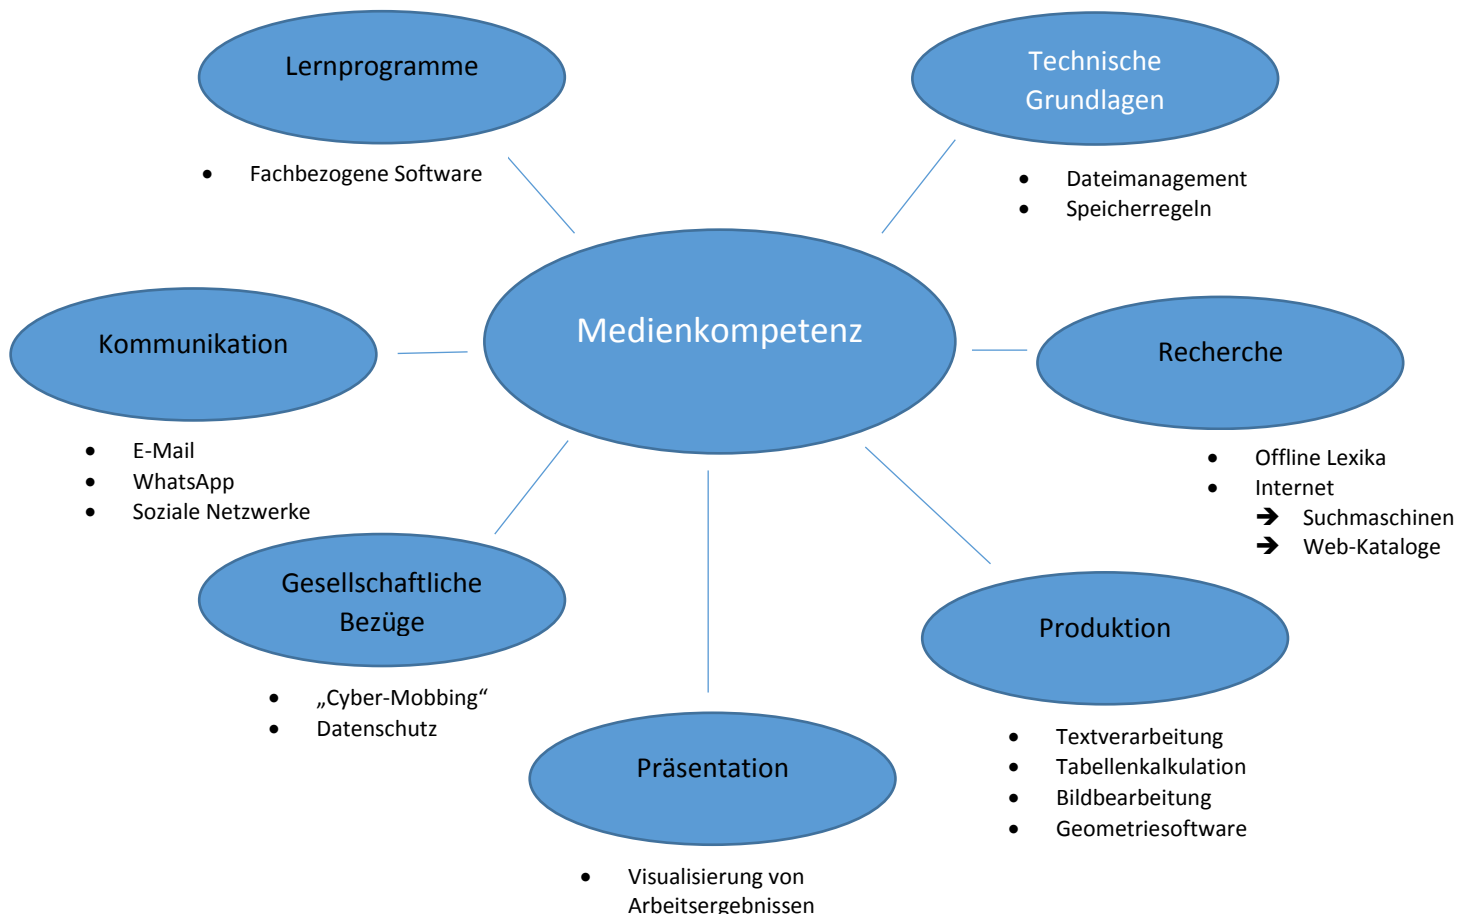 Lernprogramme
• Fachbezogene Software
Technische
Grundlagen
• Dateimanagement
• Speicherregeln
Medienkompetenz
Kommunikation
• E-Mail
• WhatsApp
• Soziale Netzwerke
Recherche
• Offline Lexika
• Internet
➔ Suchmaschinen
➔ Web-Kataloge
Gesellschaftliche
Bezüge
• „Cyber-Mobbing“
• Datenschutz
Präsentation
• Visualisierung von
Arbeitsergebnissen
Produktion
• Textverarbeitung
• Tabellenkalkulation
• Bildbearbeitung
• Geometriesoftware